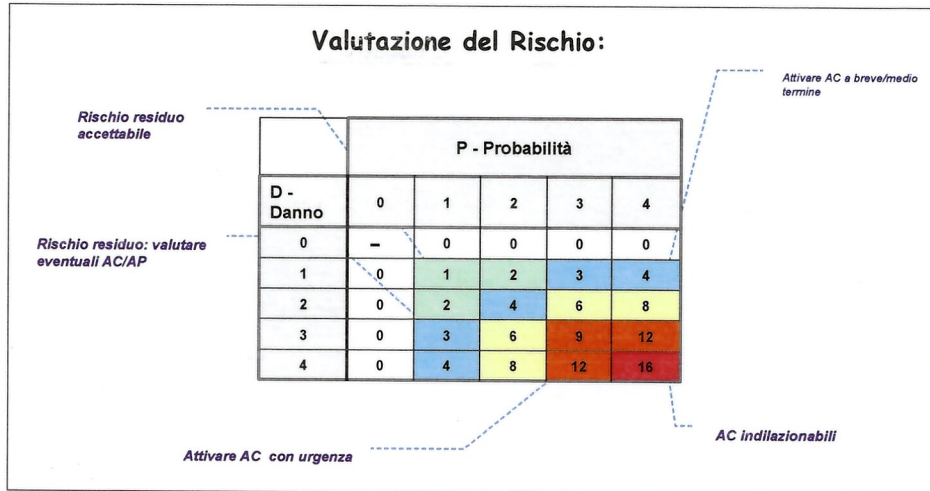 Valutazione del Rischio:
Attivare AC a breve/medio
termine
Rischio residuo
accettabile
P - Probabilità
D -
Danno
0 1 2 3 4
Rischio residuo: valutare
eventuali AC/AP
0 – 0 0 0 0
1 0 1 2 3 4
2 0 2 4 6 8
3 0 3 6 9 12
4 0 4 8 12 16
AC indilazionabili
Attivare AC con urgenza